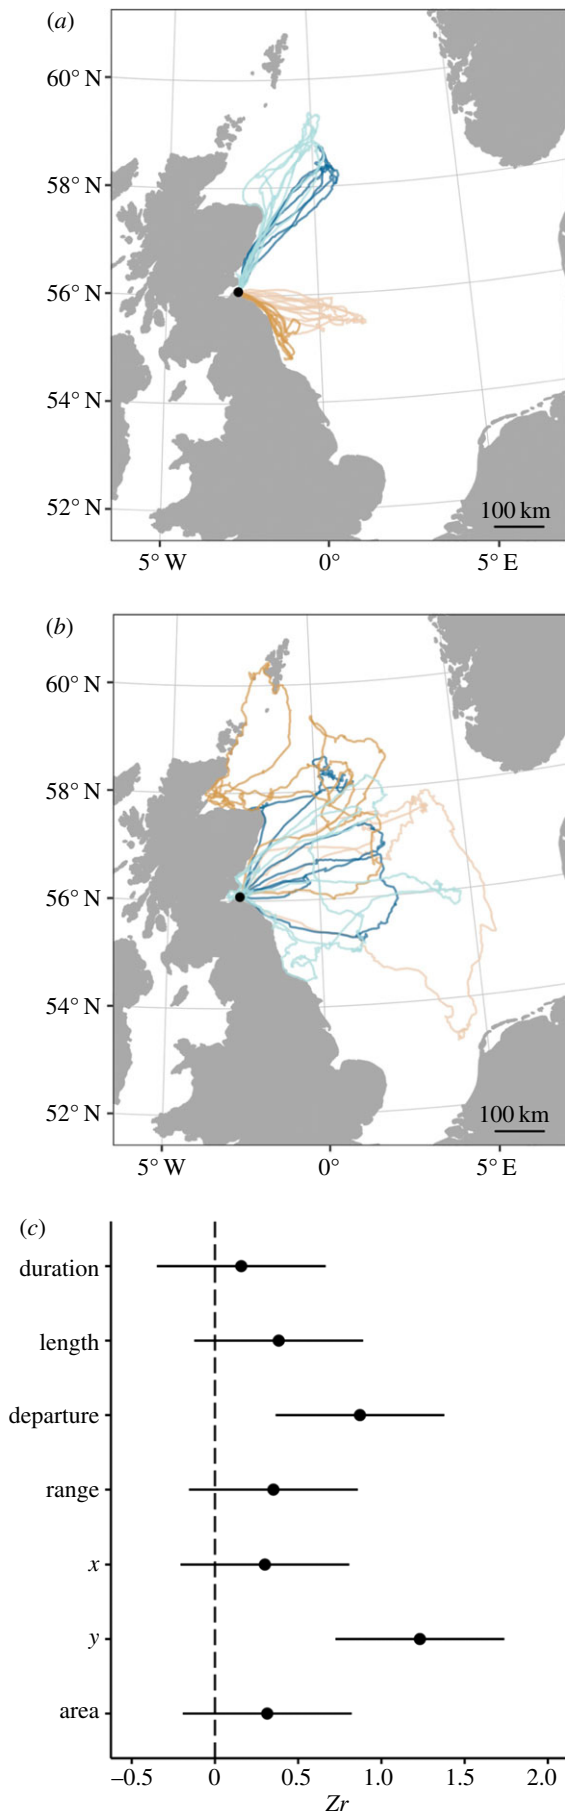 (a)
60° N
58° N
56° N
54° N
52° N
100 km
5° W 0° 5° E
(b)
60° N
58° N
56° N
54° N
52° N
100 km
5° W 0° 5° E
(c)
duration
length
departure
range
x
y
area
–0.5 0 0.5 1.0 1.5 2.0
Zr